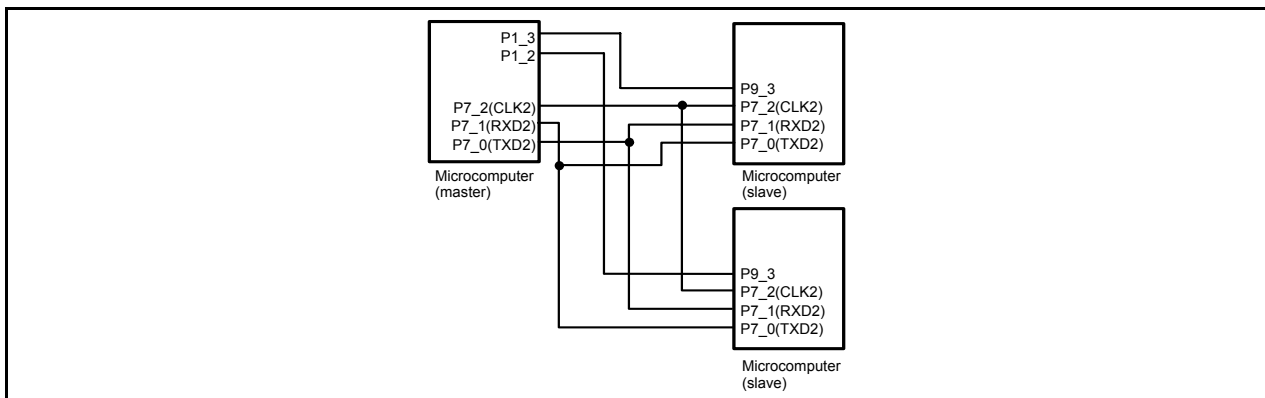 P1_3
P1_2
P7_2(CLK2)
P7_1(RXD2)
P7_0(TXD2)
Microcomputer
(master)
P9_3
P7_2(CLK2)
P7_1(RXD2)
P7_0(TXD2)
Microcomputer
(slave)
P9_3
P7_2(CLK2)
P7_1(RXD2)
P7_0(TXD2)
Microcomputer
(slave)